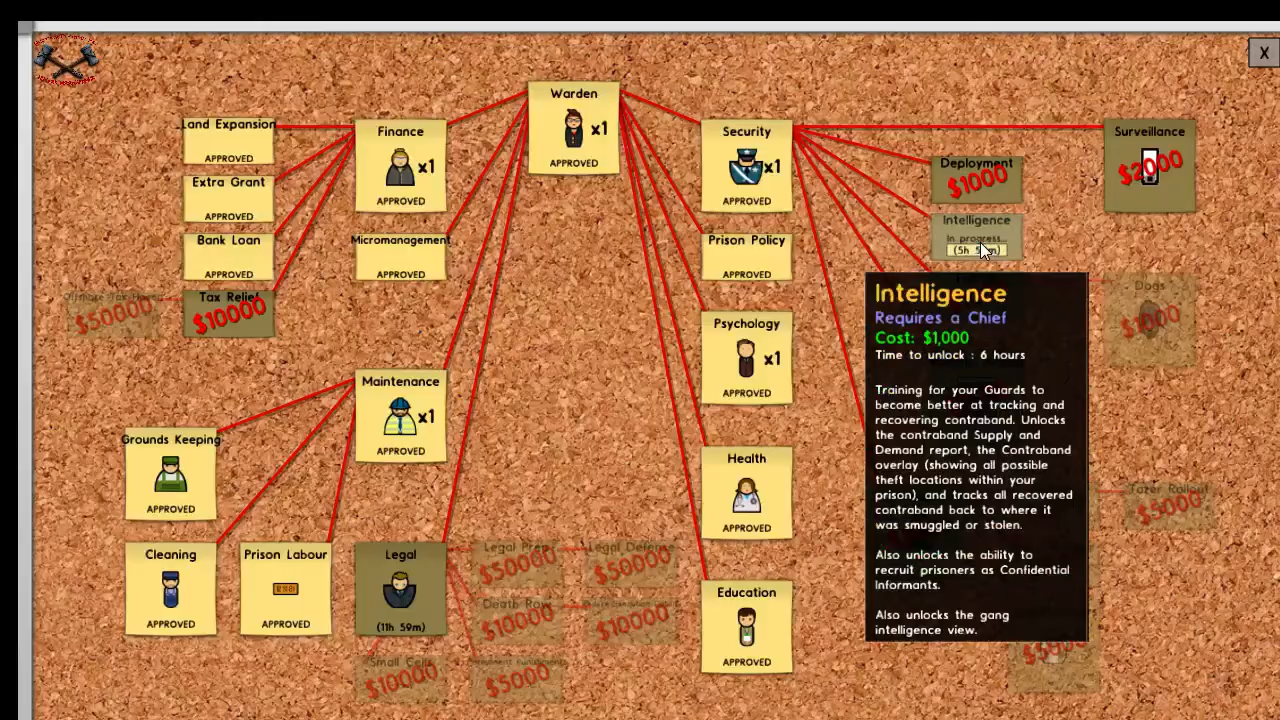 X
Warden
x1
APPROVED
Land Expansion
APPROVED
Extra Grant
APPROVED
Bank Loan
APPROVED
Tax Relief
$10000
$50000
Finance
x1
APPROVED
Micromanagement
APPROVED
Maintenance
x1
APPROVED
Grounds Keeping
APPROVED
Cleaning
APPROVED
Prison Labour
APPROVED
Legal
(11h 59m)
Legal Prep
$50000
Legal Defense
$50000
Death Row
$10000
$10000
Small Cells
$10000
$5000
Security
x1
APPROVED
Prison Policy
APPROVED
Psychology
x1
APPROVED
Health
APPROVED
Education
APPROVED
Deployment
$1000
Intelligence
In progress...
Surveillance
$2000
Dogs
$1000
Tazer Rollout
$5000
Intelligence
Requires a Chief
Cost: $1,000
Time to unlock : 6 hours
Training for your Guards to
become better at tracking and
recovering contraband. Unlocks
the contraband Supply and
Demand report, the Contraband
overlay (showing all possible
theft locations within your
prison), and tracks all recovered
contraband back to where it
was smuggled or stolen.
Also unlocks the ability to
recruit prisoners as Confidential
Informants.
Also unlocks the gang
intelligence view.